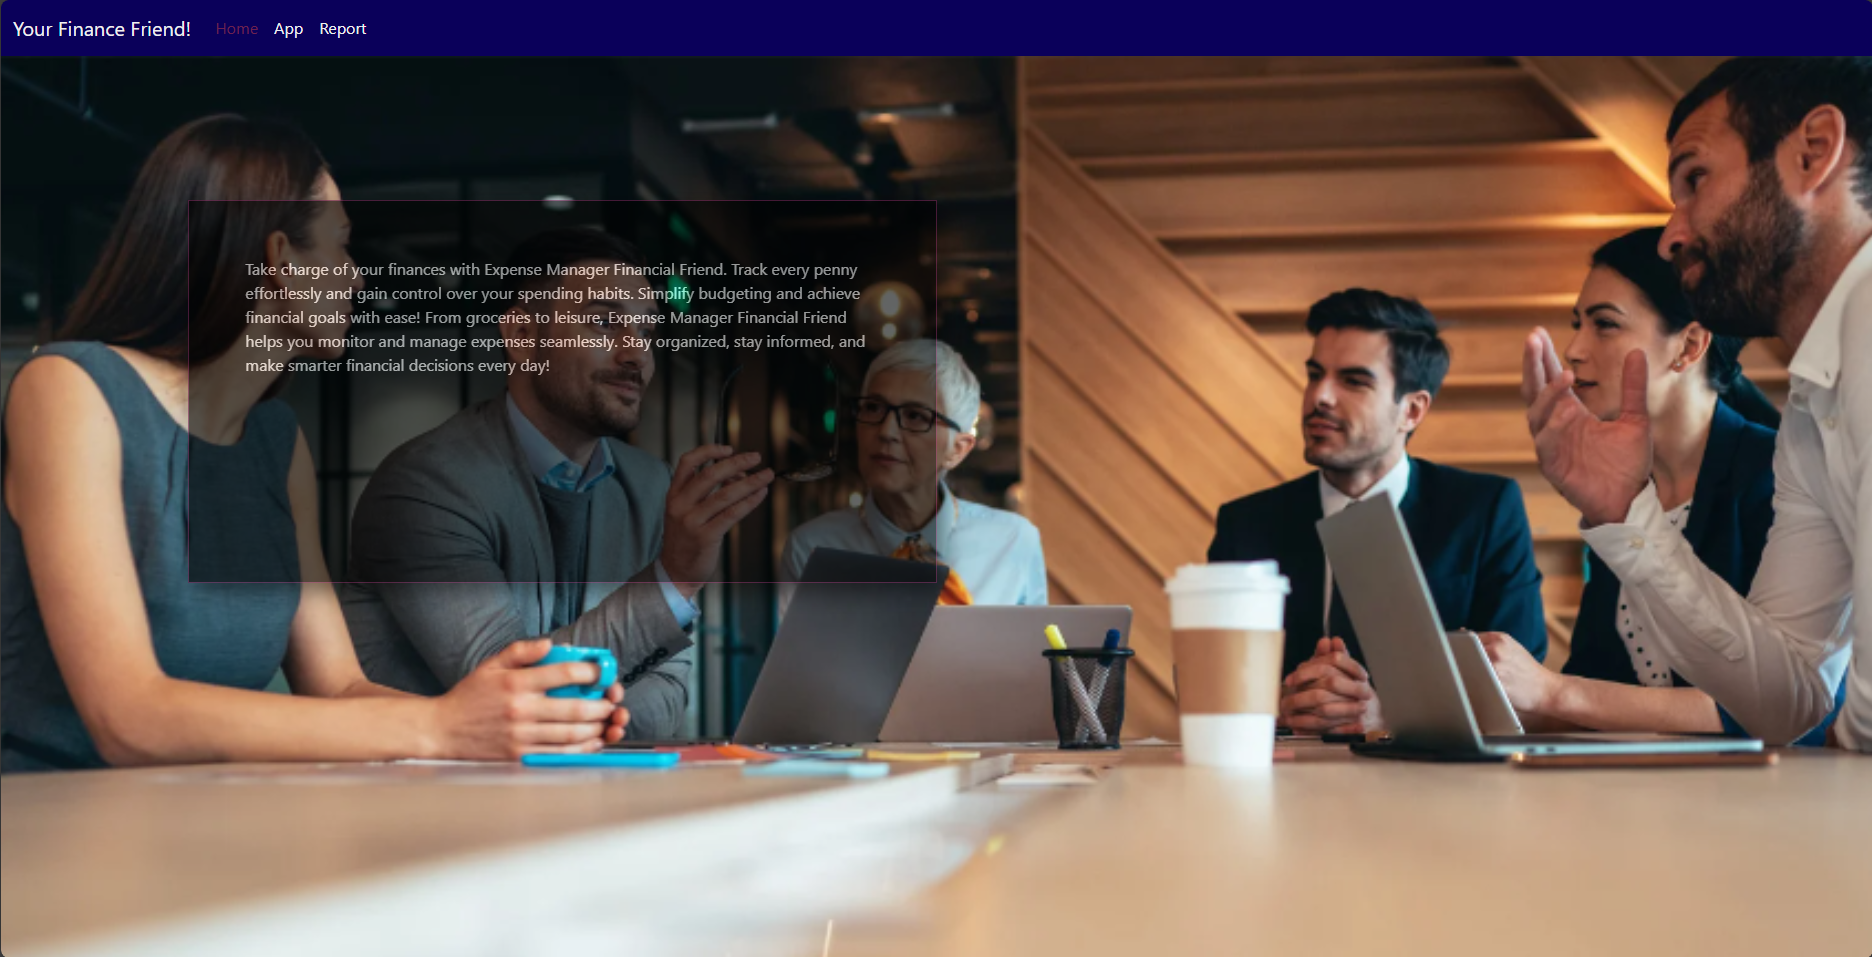 Your Finance Friend! Home App Report
Take charge of your finances with Expense Manager Financial Friend. Track every penny
effortlessly and gain control over your spending habits. Simplify budgeting and achieve
financial goals with ease! From groceries to leisure, Expense Manager Financial Friend
helps you monitor and manage expenses seamlessly. Stay organized, stay informed, and
make smarter financial decisions every day!